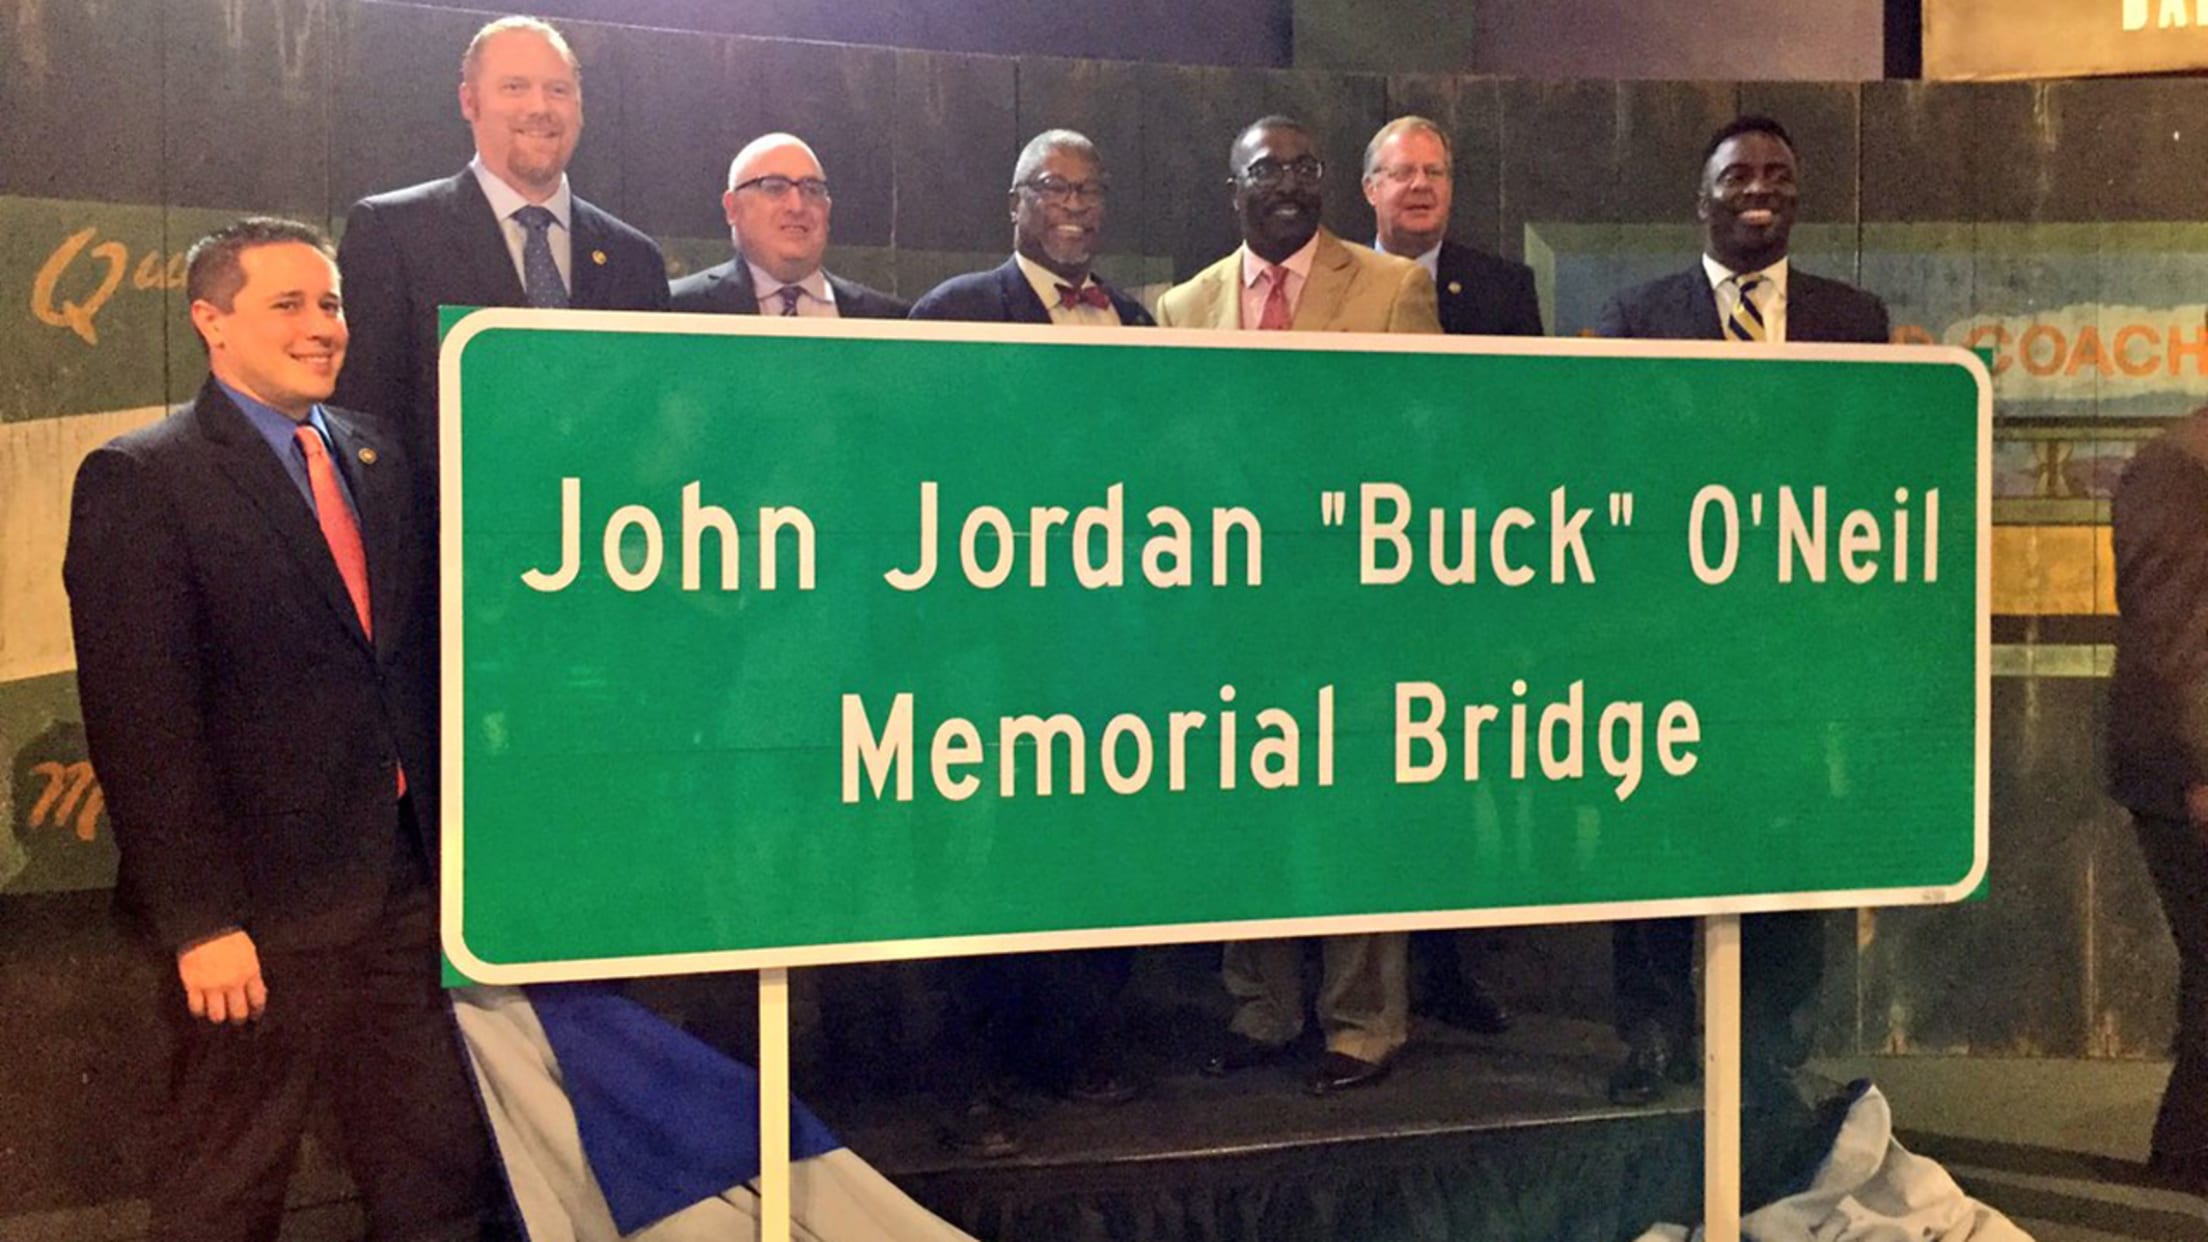 John Jordan "Buck" O'Neil
Memorial Bridge
COACH